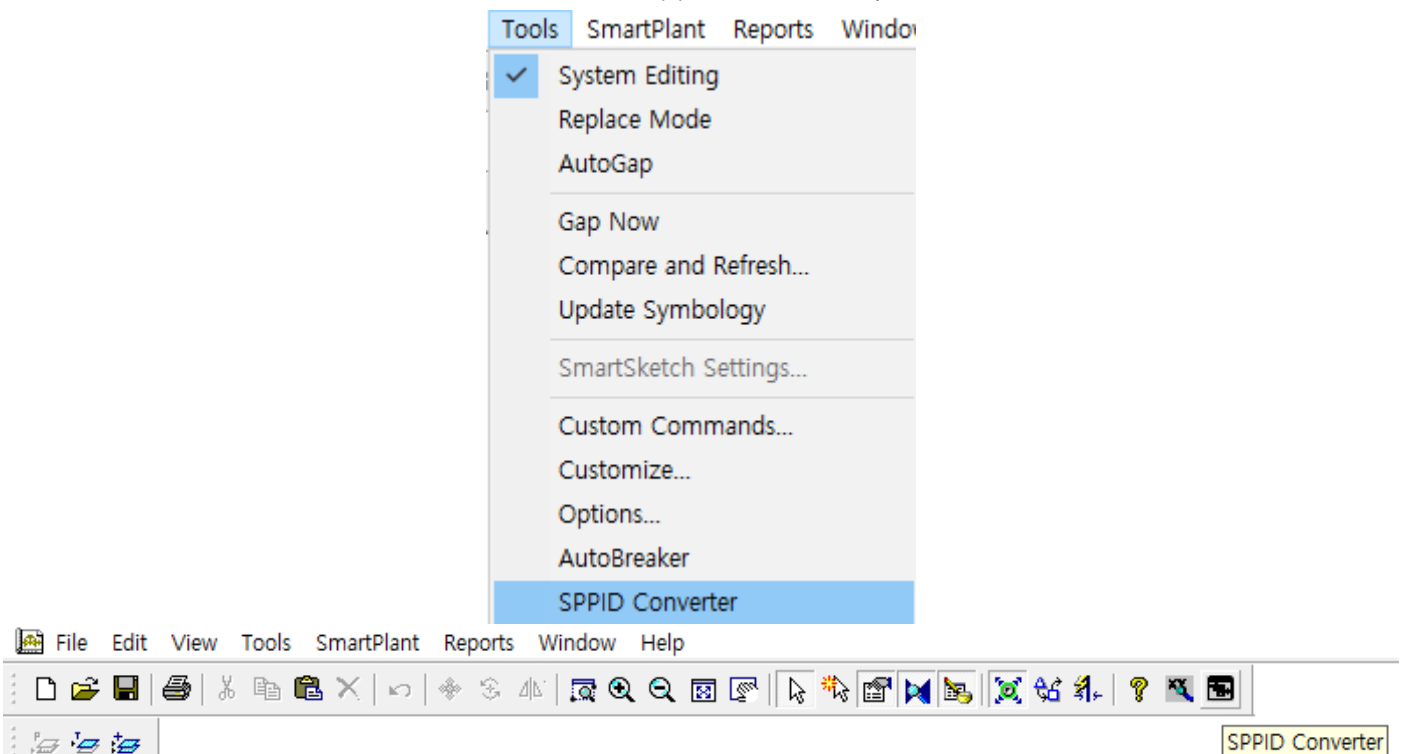 Tools SmartPlant Reports Windo
System Editing
Replace Mode
AutoGap
Gap Now
Compare and Refresh...
Update Symbology
SmartSketch Settings...
Custom Commands...
Customize...
Options...
AutoBreaker
SPPID Converter
File Edit View Tools SmartPlant Reports Window Help
SPPID Converter